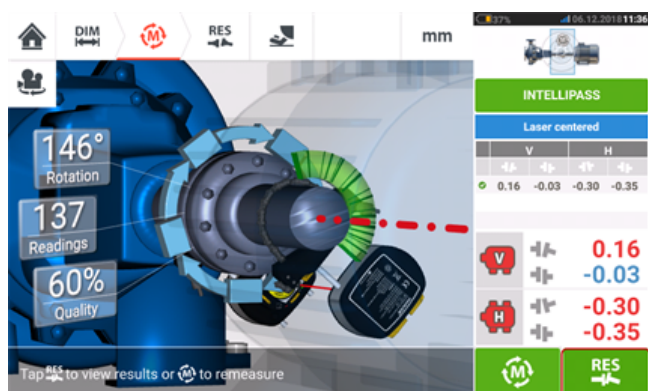 DIM
M
RES
mm
37%
06.12.2018 11:36
146°
Rotation
137
Readings
60%
Quality
Tap RES to view results or M to remeasure
INTELLIPASS
Laser centered
V H
0.16 -0.03 -0.30 -0.35
V
0.16
-0.03
H
-0.30
-0.35
M
RES